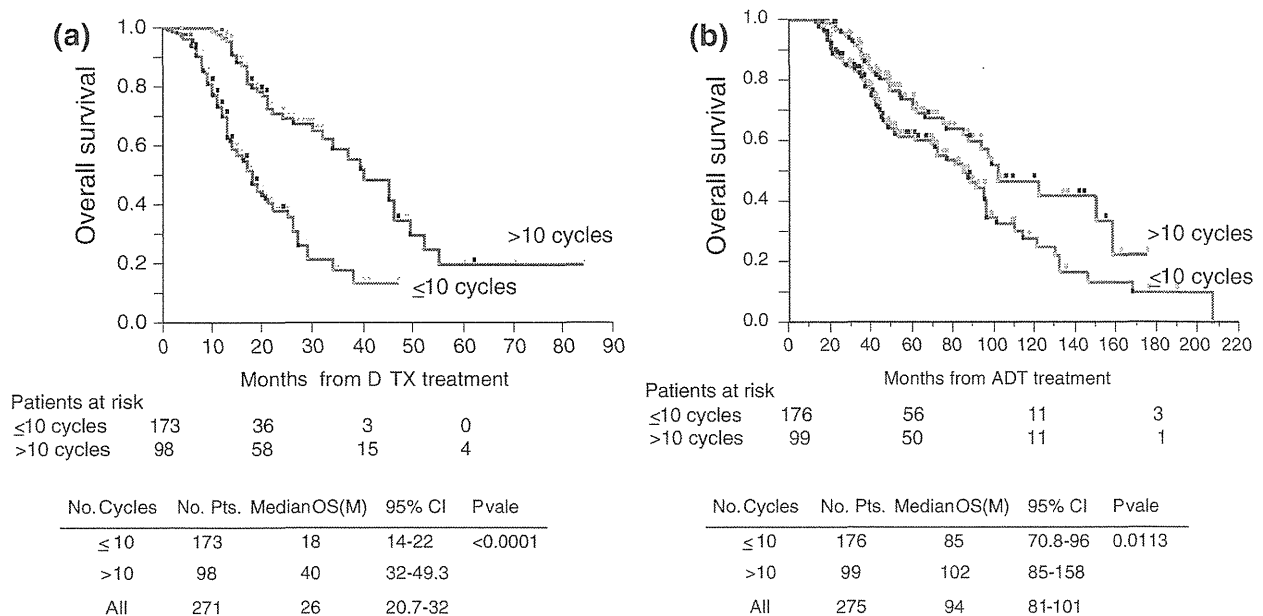 (a)
Overall survival
1.0
0.8
0.6
0.4
0.2
0.0
>10 cycles
≤10 cycles
0 10 20 30 40 50 60 70 80 90
Months from D TX treatment
Patients at risk
≤10 cycles 173 36 3 0
>10 cycles 98 58 15 4
No. Cycles No. Pts. Median OS(M) 95% CI P vale
≤ 10 173 18 14-22 <0.0001
>10 98 40 32-49.3
All 271 26 20.7-32
(b)
Overall survival
1.0
0.8
0.6
0.4
0.2
0.0
>10 cycles
≤10 cycles
0 20 40 60 80 100 120 140 160 180 200 220
Months from ADT treatment
Patients at risk
≤10 cycles 176 56 11 3
>10 cycles 99 50 11 1
No. Cycles No. Pts. Median OS(M) 95% CI P vale
≤ 10 176 85 70.8-96 0.0113
>10 99 102 85-158
All 275 94 81-101